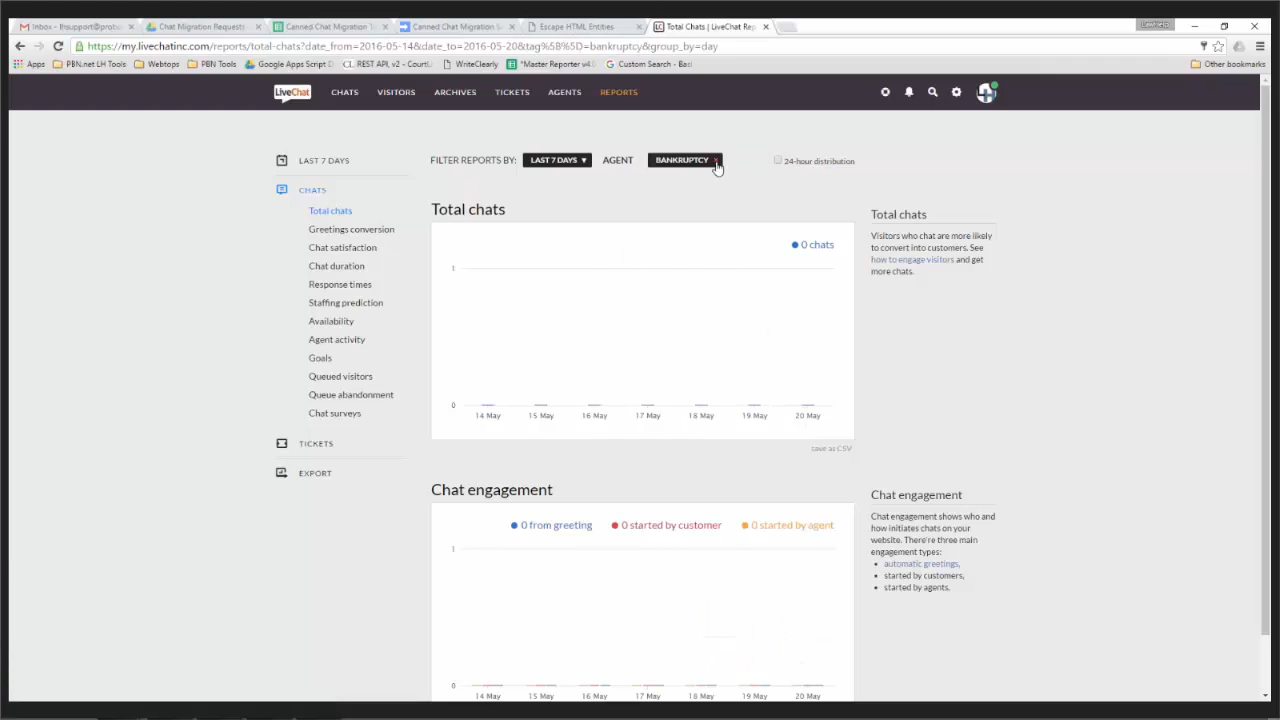 Inbox - lhsupport@prob
Chat Migration Requests
Canned Chat Migration T
Canned Chat Migration S
Escape HTML Entities
Total Chats | LiveChat Rep
https://my.livechatinc.com/reports/total-chats?date_from=2016-05-14&date_to=2016-05-20&tag%5B%5D=bankruptcy&group_by=day
Apps
PBN.net LH Tools
Webtops
PBN Tools
Google Apps Script D
CL. REST API, v2 - CourtL
WriteClearly
*Master Reporter v4.0
Custom Search - Basi
Other bookmarks
LiveChat
CHATS
VISITORS
ARCHIVES
TICKETS
AGENTS
REPORTS
LAST 7 DAYS
FILTER REPORTS BY: LAST 7 DAYS ▾ AGENT BANKRUPTCY ×
24-hour distribution
CHATS
Total chats
Greetings conversion
Chat satisfaction
Chat duration
Response times
Staffing prediction
Availability
Agent activity
Goals
Queued visitors
Queue abandonment
Chat surveys
TICKETS
EXPORT
Total chats
0 chats
1
0
14 May 15 May 16 May 17 May 18 May 19 May 20 May
save as CSV
Total chats
Visitors who chat are more likely
to convert into customers. See
how to engage visitors and get
more chats.
Chat engagement
0 from greeting 0 started by customer 0 started by agent
1
0
14 May 15 May 16 May 17 May 18 May 19 May 20 May
Chat engagement
Chat engagement shows who and
how initiates chats on your
website. There're three main
engagement types:
• automatic greetings,
• started by customers,
• started by agents.